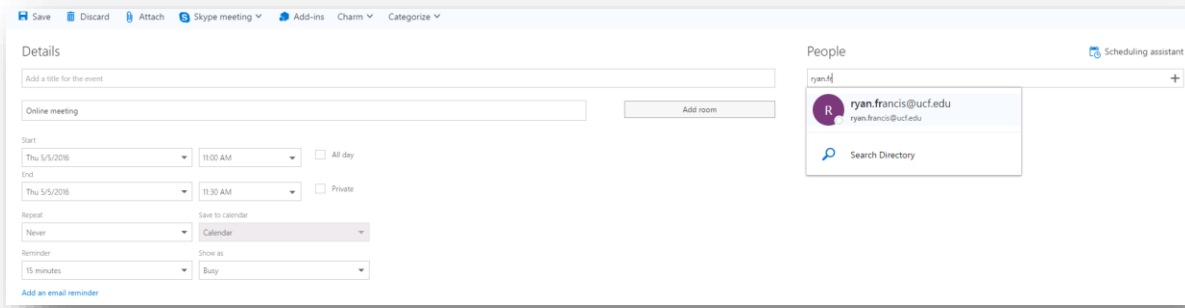 Save Discard Attach Skype meeting Add-ins Charm Categorize
Details
Add a title for the event
Online meeting
Add room
Start
Thu 5/5/2016 11:00 AM All day
End
Thu 5/5/2016 11:30 AM Private
Repeat Save to calendar
Never Calendar
Reminder Show as
15 minutes Busy
Add an email reminder
People Scheduling assistant
ryan.fr
R
ryan.francis@ucf.edu
ryan.francis@ucf.edu
Search Directory